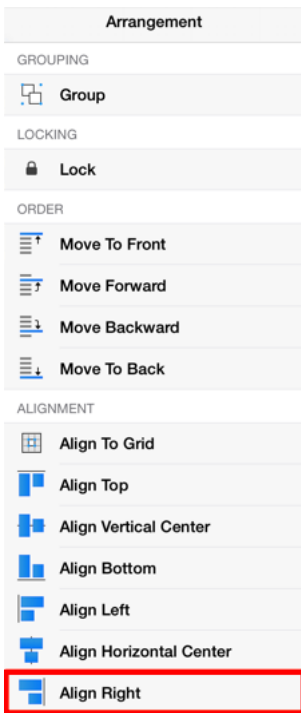 Arrangement
GROUPING
Group
LOCKING
Lock
ORDER
Move To Front
Move Forward
Move Backward
Move To Back
ALIGNMENT
Align To Grid
Align Top
Align Vertical Center
Align Bottom
Align Left
Align Horizontal Center
Align Right